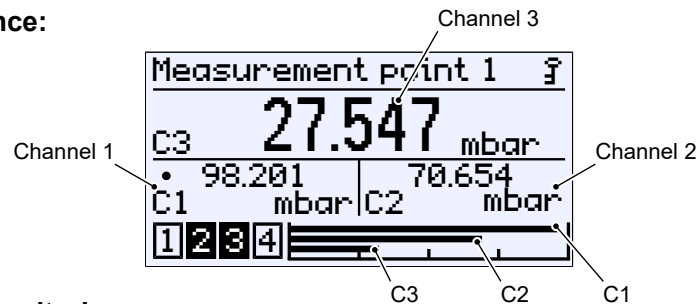 nce:
Channel 3
Measurement point 1
27.547
C3 mbar
Channel 1
Channel 2
98.201 70.654
C1 mbar C2 mbar
1 2 3 4
C3 C2 C1